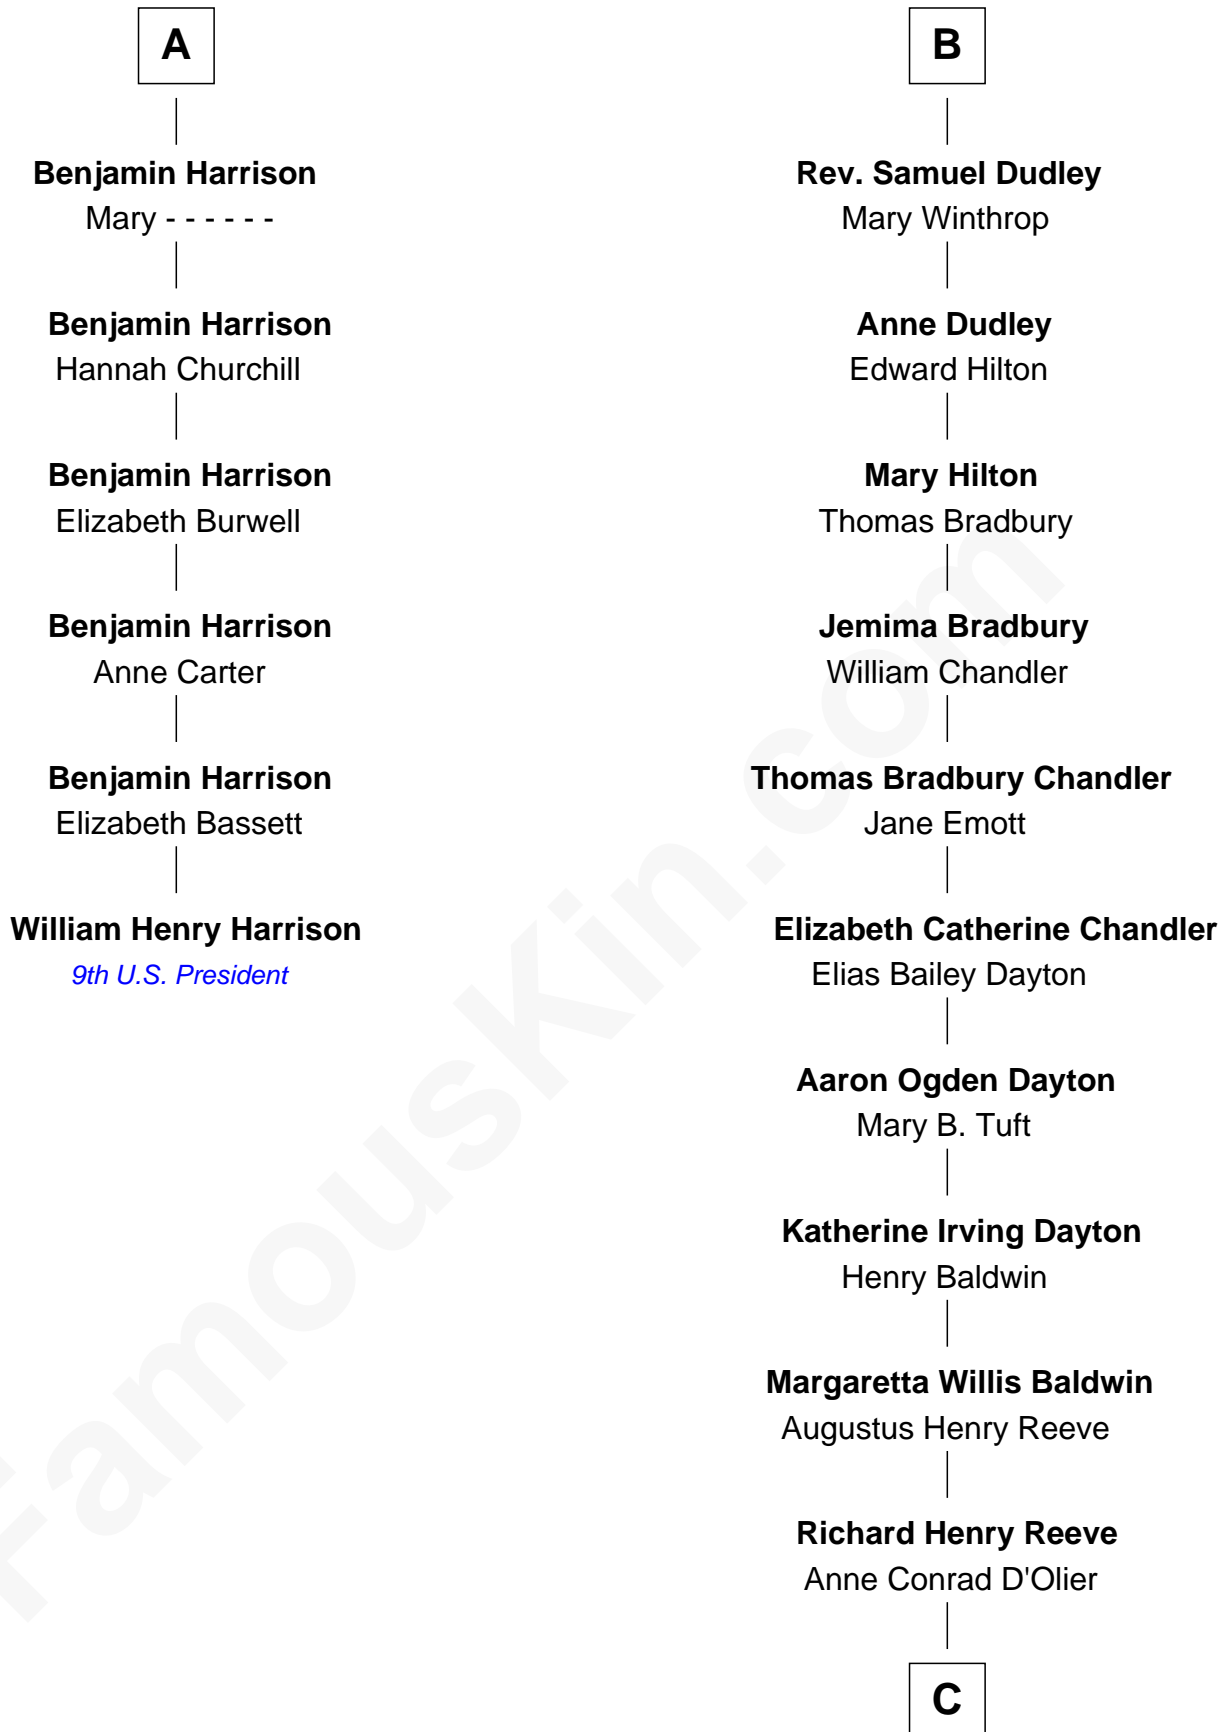 A
Benjamin Harrison
Mary - - - - - -
Benjamin Harrison
Hannah Churchill
Benjamin Harrison
Elizabeth Burwell
Benjamin Harrison
Anne Carter
Benjamin Harrison
Elizabeth Bassett
William Henry Harrison
9th U.S. President
B
Rev. Samuel Dudley
Mary Winthrop
Anne Dudley
Edward Hilton
Mary Hilton
Thomas Bradbury
Jemima Bradbury
William Chandler
Thomas Bradbury Chandler
Jane Emott
Elizabeth Catherine Chandler
Elias Bailey Dayton
Aaron Ogden Dayton
Mary B. Tuft
Katherine Irving Dayton
Henry Baldwin
Margaretta Willis Baldwin
Augustus Henry Reeve
Richard Henry Reeve
Anne Conrad D'Olier
C
FamousKin.com